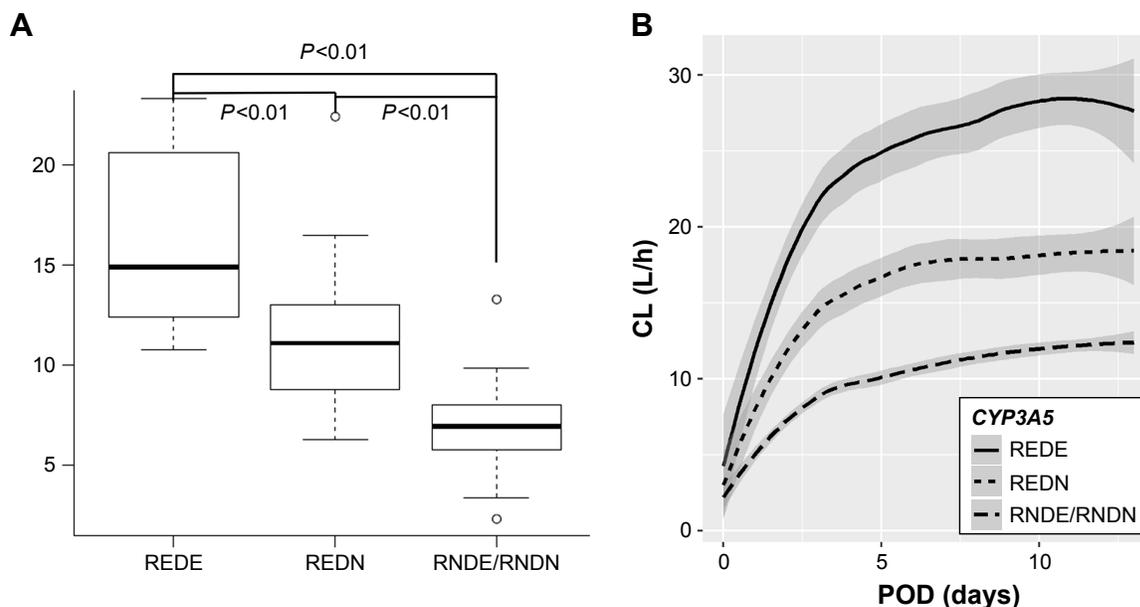 A
P<0.01
P<0.01
P<0.01
20
15
10
5
REDE
REDN
RNDE/RNDN
B
30
20
10
0
CL (L/h)
0
5
10
POD (days)
CYP3A5
REDE
REDN
RNDE/RNDN